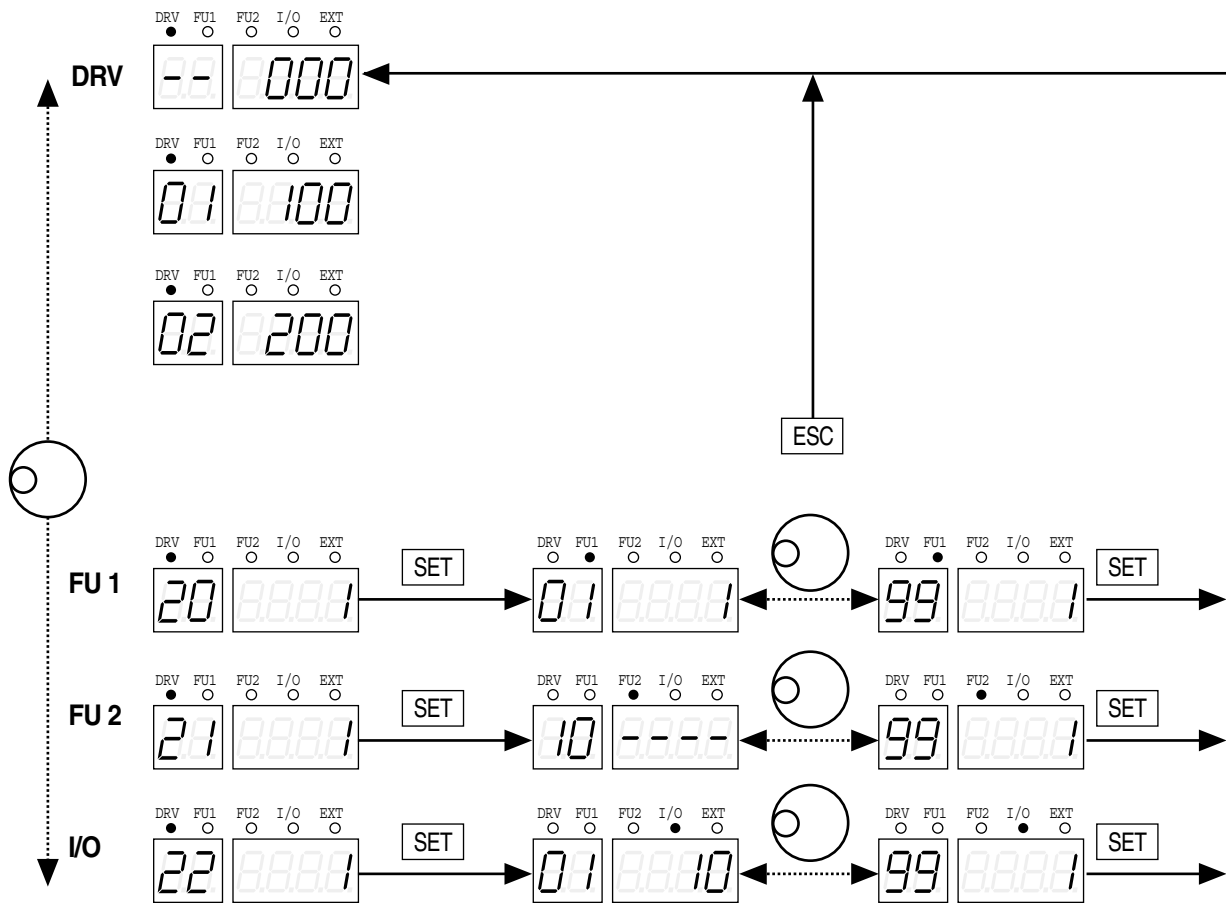 DRV FU1 FU2 I/O EXT
DRV -- 000
DRV FU1 FU2 I/O EXT
01 100
DRV FU1 FU2 I/O EXT
02 200
ESC
DRV FU1 FU2 I/O EXT DRV FU1 FU2 I/O EXT DRV FU1 FU2 I/O EXT
FU 1 20 1 SET 01 1 99 1 SET
DRV FU1 FU2 I/O EXT DRV FU1 FU2 I/O EXT DRV FU1 FU2 I/O EXT
FU 2 21 1 SET 10 ---- 99 1 SET
DRV FU1 FU2 I/O EXT DRV FU1 FU2 I/O EXT DRV FU1 FU2 I/O EXT
I/O 22 1 SET 01 10 99 1 SET